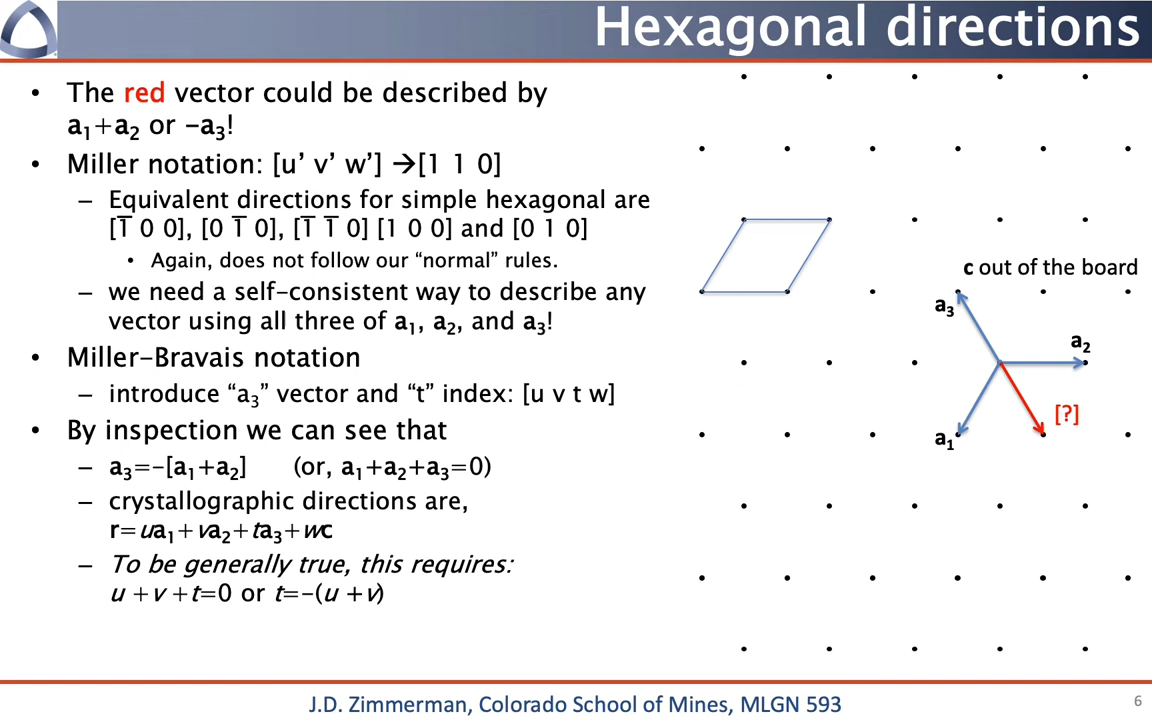 Hexagonal directions
• The red vector could be described by
a₁+a₂ or –a₃!
• Miller notation: [u’ v’ w’] →[1 1 0]
– Equivalent directions for simple hexagonal are
[1̅ 0 0], [0 1̅ 0], [1̅ 1̅ 0] [1 0 0] and [0 1 0]
• Again, does not follow our “normal” rules.
– we need a self-consistent way to describe any
vector using all three of a₁, a₂, and a₃!
• Miller-Bravais notation
– introduce “a₃” vector and “t” index: [u v t w]
• By inspection we can see that
– a₃=-[a₁+a₂] (or, a₁+a₂+a₃=0)
– crystallographic directions are,
r=ua₁+va₂+ta₃+wc
– To be generally true, this requires:
u +v +t=0 or t=-(u +v)
c out of the board
a₃
a₂
[?]
a₁
J.D. Zimmerman, Colorado School of Mines, MLGN 593
6